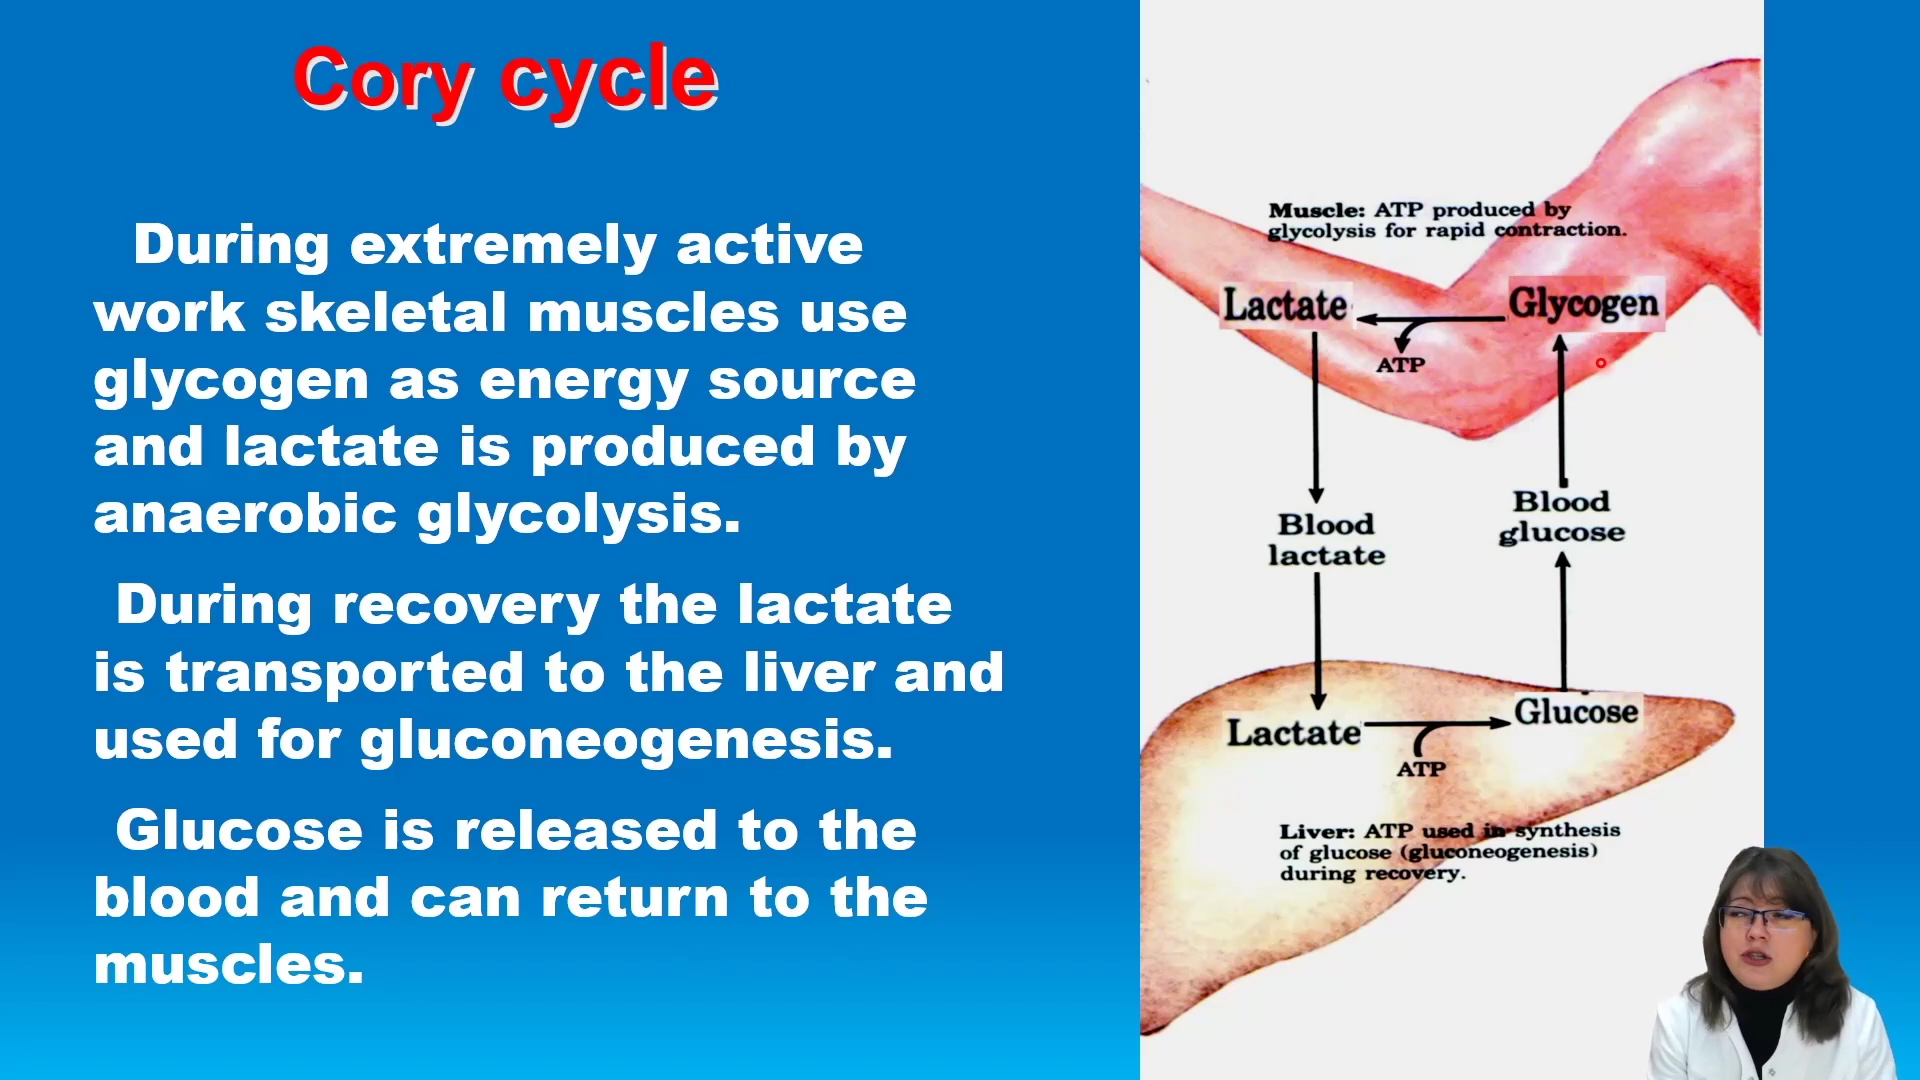 Cory cycle
During extremely active
work skeletal muscles use
glycogen as energy source
and lactate is produced by
anaerobic glycolysis.
During recovery the lactate
is transported to the liver and
used for gluconeogenesis.
Glucose is released to the
blood and can return to the
muscles.
Muscle: ATP produced by
glycolysis for rapid contraction.
Lactate
Glycogen
ATP
Blood
lactate
Blood
glucose
Lactate
Glucose
ATP
Liver: ATP used in synthesis
of glucose (gluconeogenesis)
during recovery.